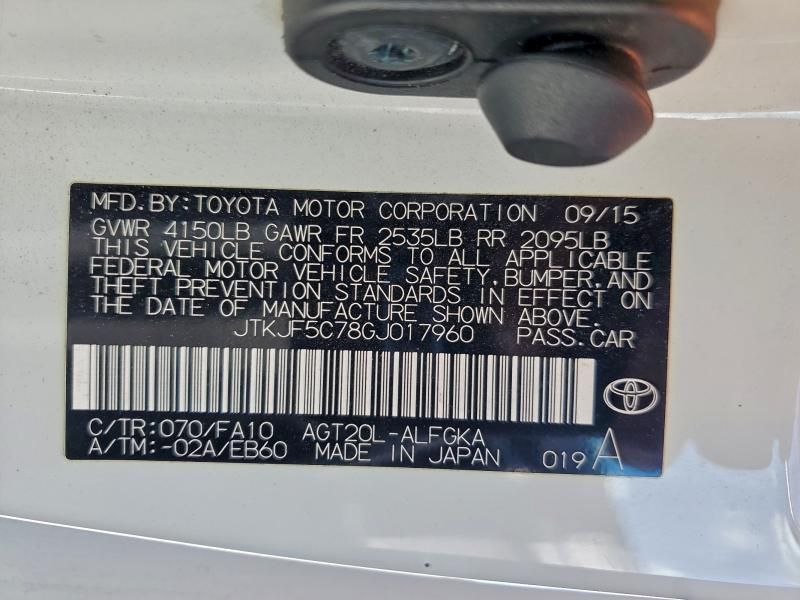 MFD.BY:TOYOTA MOTOR CORPORATION 09/15
GVWR 4150LB GAWR FR 2535LB RR 2095LB
THIS VEHICLE CONFORMS TO ALL APPLICABLE
FEDERAL MOTOR VEHICLE SAFETY,BUMPER,AND
THEFT PREVENTION STANDARDS IN EFFECT ON
THE DATE OF MANUFACTURE SHOWN ABOVE.
JTKJF5C78GJ017960 PASS.CAR
C/TR:070/FA10 AGT20L-ALFGKA
A/TM:-02A/EB60 MADE IN JAPAN 019A